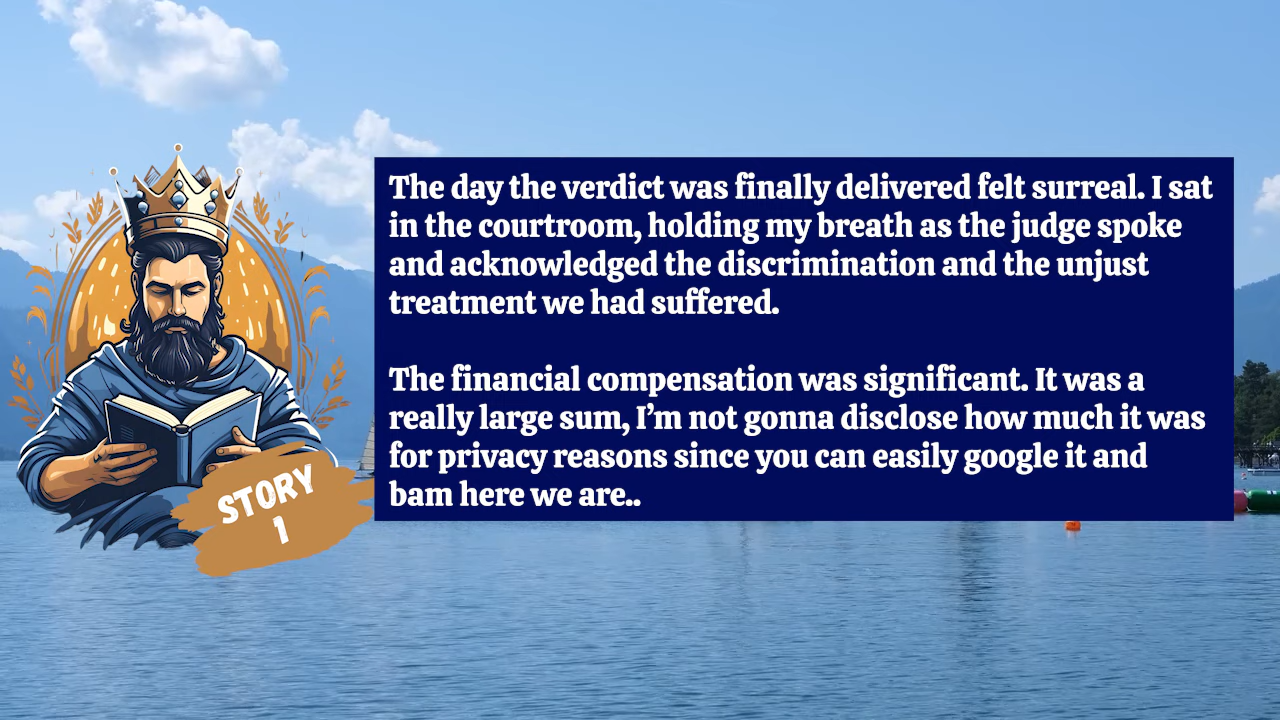 The day the verdict was finally delivered felt surreal. I sat
in the courtroom, holding my breath as the judge spoke
and acknowledged the discrimination and the unjust
treatment we had suffered.
The financial compensation was significant. It was a
really large sum, I’m not gonna disclose how much it was
for privacy reasons since you can easily google it and
bam here we are..
STORY
1